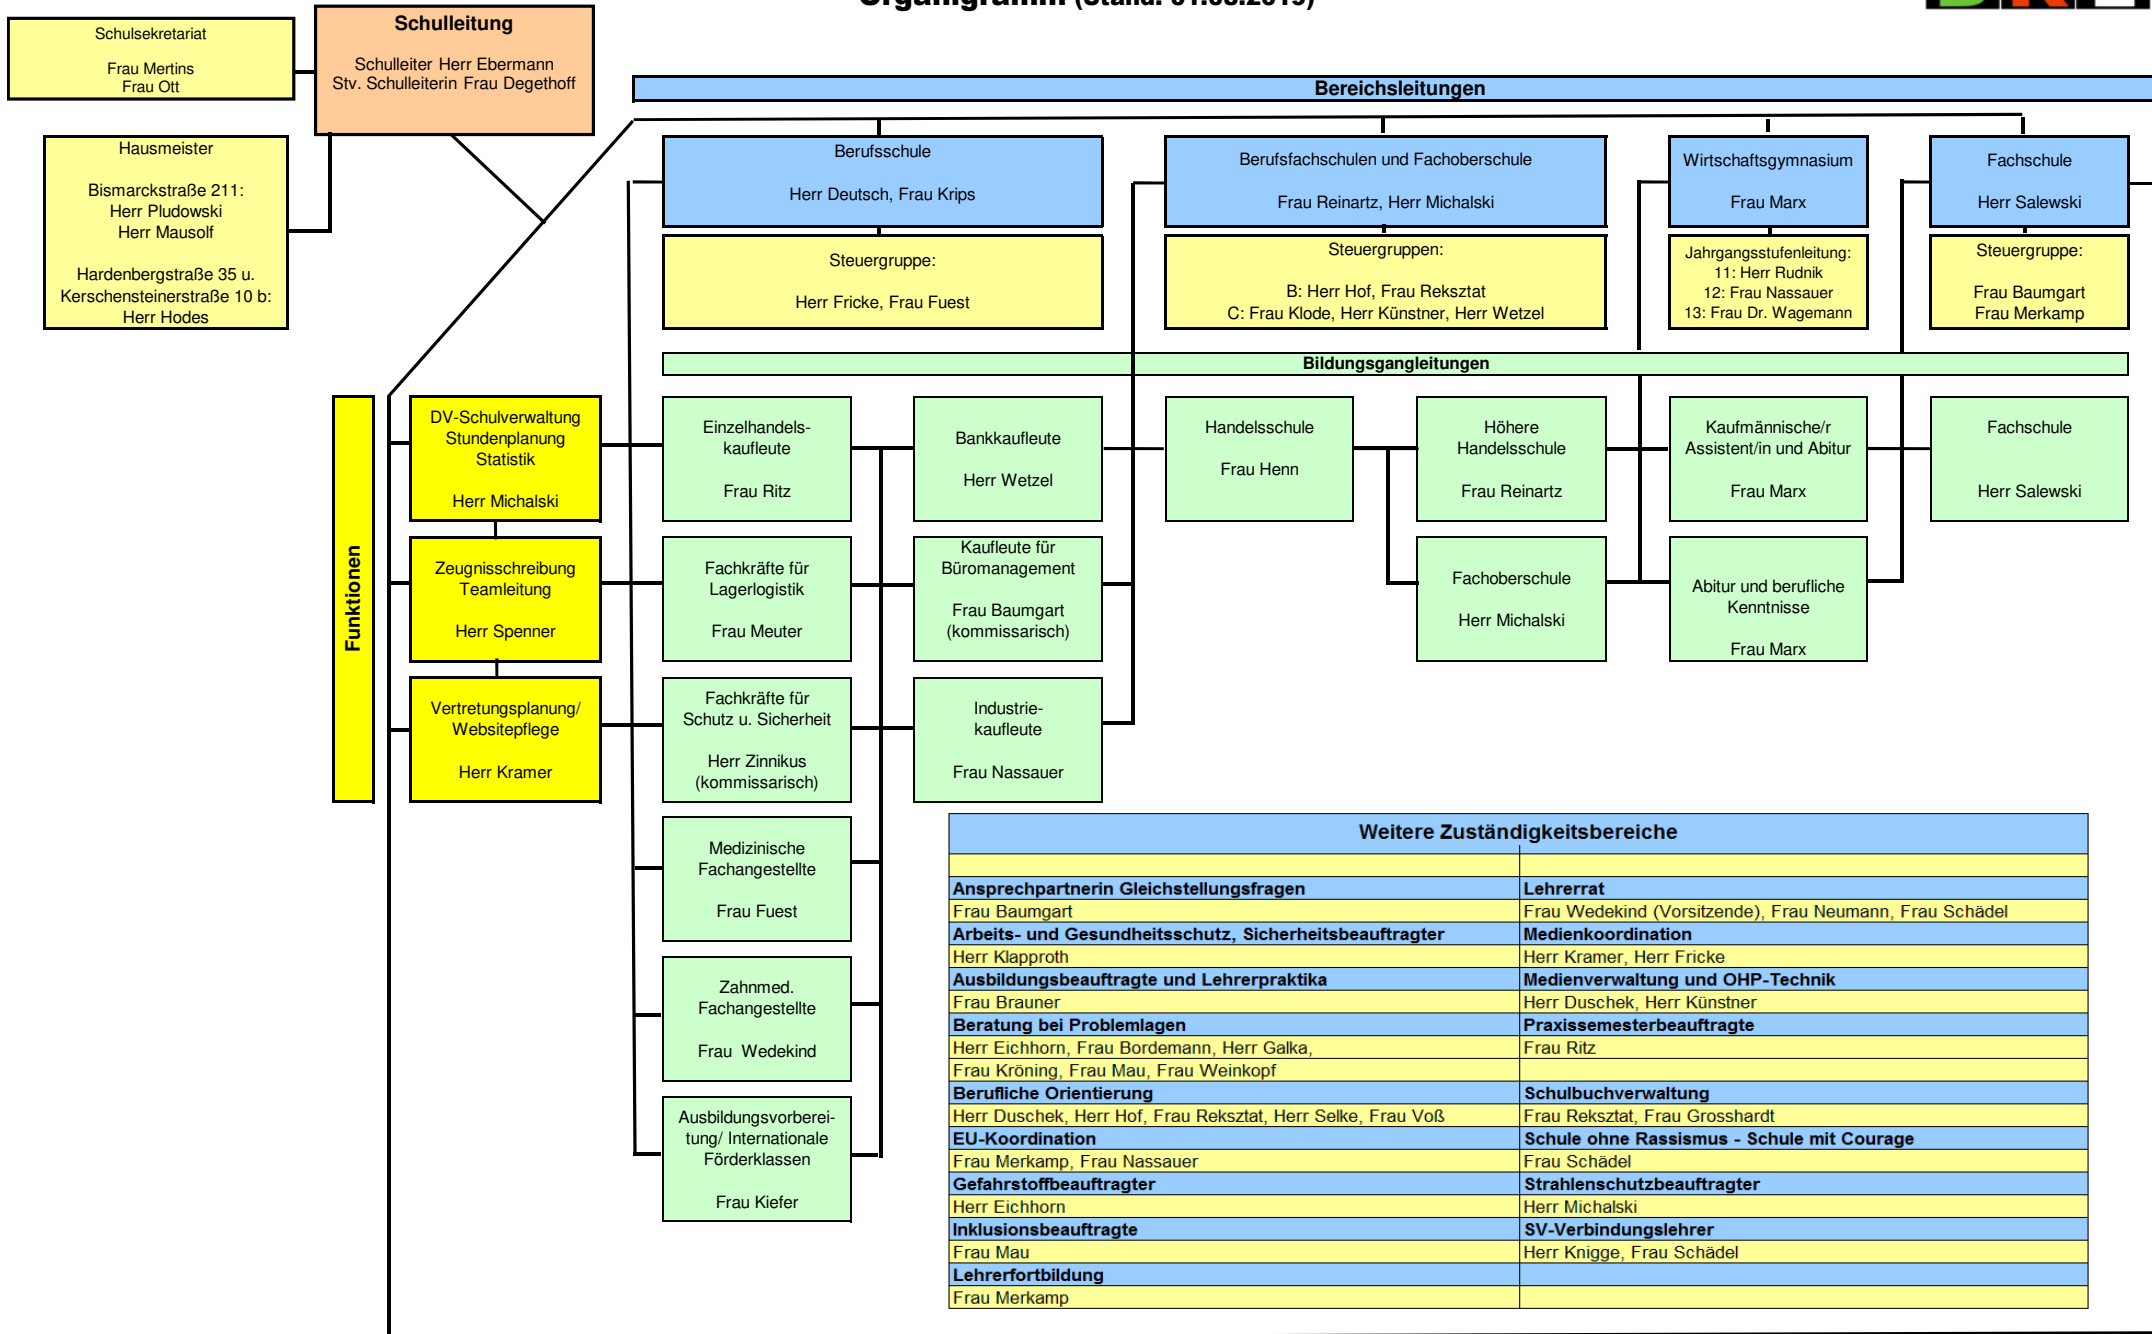 Organigramm (Stand: 01.08.2019)
Schulsekretariat
Frau Mertins
Frau Ott
Schulleitung
Schulleiter Herr Ebermann
Stv. Schulleiterin Frau Degethoff
Hausmeister
Bismarckstraße 211:
Herr Pludowski
Herr Mausolf
Hardenbergstraße 35 u.
Kerschensteinerstraße 10 b:
Herr Hodes
Bereichsleitungen
Berufsschule
Herr Deutsch, Frau Krips
Berufsfachschulen und Fachoberschule
Frau Reinartz, Herr Michalski
Wirtschaftsgymnasium
Frau Marx
Fachschule
Herr Salewski
Steuergruppe:
Herr Fricke, Frau Fuest
Steuergruppen:
B: Herr Hof, Frau Reksztat
C: Frau Klode, Herr Künstner, Herr Wetzel
Jahrgangsstufenleitung:
11: Herr Rudnik
12: Frau Nassauer
13: Frau Dr. Wagemann
Steuergruppe:
Frau Baumgart
Frau Merkamp
Bildungsgangleitungen
Funktionen
DV-Schulverwaltung
Stundenplanung
Statistik
Herr Michalski
Einzelhandels-
kaufleute
Frau Ritz
Bankkaufleute
Herr Wetzel
Handelsschule
Frau Henn
Höhere
Handelsschule
Frau Reinartz
Kaufmännische/r
Assistent/in und Abitur
Frau Marx
Fachschule
Herr Salewski
Zeugnisschreibung
Teamleitung
Herr Spenner
Fachkräfte für
Lagerlogistik
Frau Meuter
Kaufleute für
Büromanagement
Frau Baumgart
(kommissarisch)
Fachoberschule
Herr Michalski
Abitur und berufliche
Kenntnisse
Frau Marx
Vertretungsplanung/
Websitepflege
Herr Kramer
Fachkräfte für
Schutz u. Sicherheit
Herr Zinnikus
(kommissarisch)
Industrie-
kaufleute
Frau Nassauer
Medizinische
Fachangestellte
Frau Fuest
Zahnmed.
Fachangestellte
Frau Wedekind
Ausbildungsvorberei-
tung/ Internationale
Förderklassen
Frau Kiefer
Weitere Zuständigkeitsbereiche
Ansprechpartnerin Gleichstellungsfragen
Lehrerrat
Frau Baumgart
Frau Wedekind (Vorsitzende), Frau Neumann, Frau Schädel
Arbeits- und Gesundheitsschutz, Sicherheitsbeauftragter
Medienkoordination
Herr Klapproth
Herr Kramer, Herr Fricke
Ausbildungsbeauftragte und Lehrerpraktika
Medienverwaltung und OHP-Technik
Frau Brauner
Herr Duschek, Herr Künstner
Beratung bei Problemlagen
Praxissemesterbeauftragte
Herr Eichhorn, Frau Bordemann, Herr Galka,
Frau Ritz
Frau Kröning, Frau Mau, Frau Weinkopf
Berufliche Orientierung
Schulbuchverwaltung
Herr Duschek, Herr Hof, Frau Reksztat, Herr Selke, Frau Voß
Frau Reksztat, Frau Grosshardt
EU-Koordination
Schule ohne Rassismus - Schule mit Courage
Frau Merkamp, Frau Nassauer
Frau Schädel
Gefahrstoffbeauftragter
Strahlenschutzbeauftragter
Herr Eichhorn
Herr Michalski
Inklusionsbeauftragte
SV-Verbindungslehrer
Frau Mau
Herr Knigge, Frau Schädel
Lehrerfortbildung
Frau Merkamp